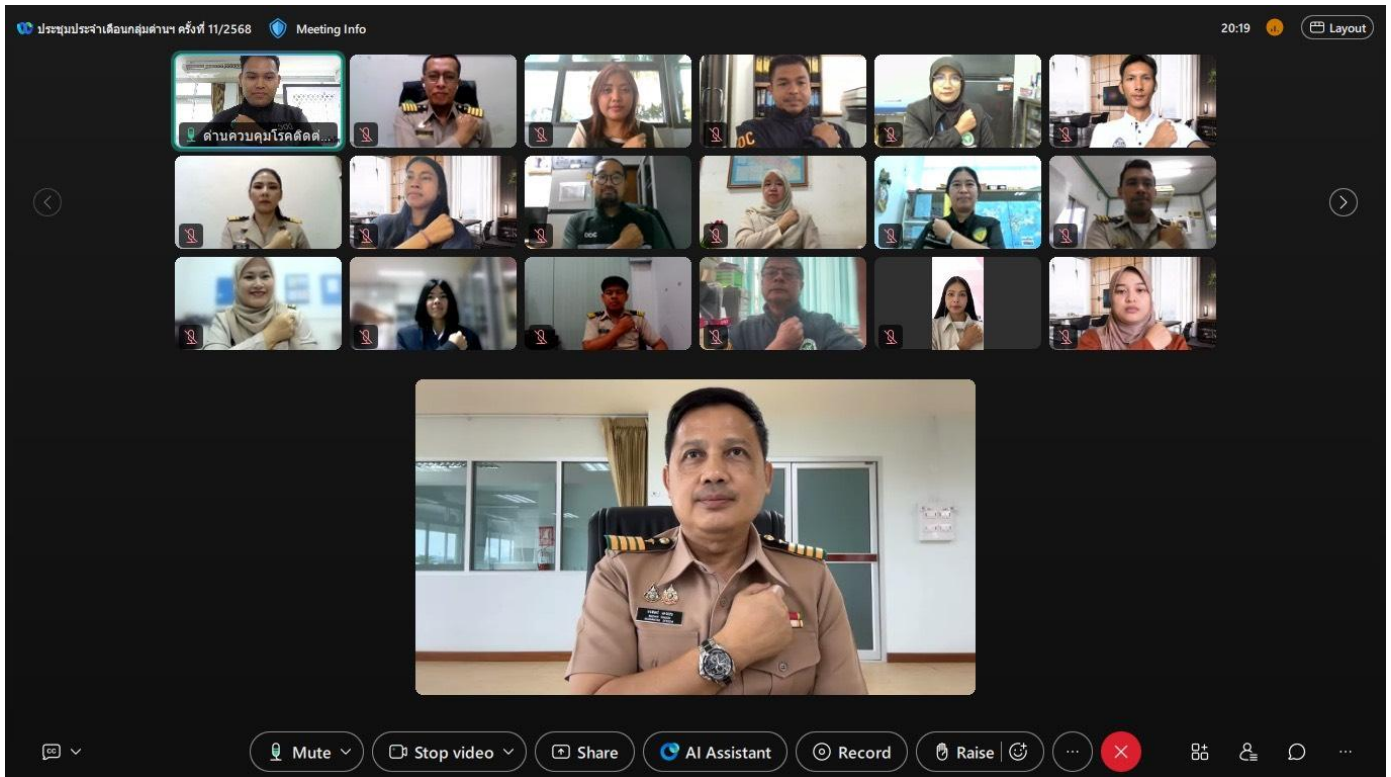 ประชุมประจำเดือนกลุ่มด่านฯ ครั้งที่ 11/2568
Meeting Info
20:19
Layout
ด่านควบคุมโรคติดต่...
DC
DDC
Mute
Stop video
Share
AI Assistant
Record
Raise
CC